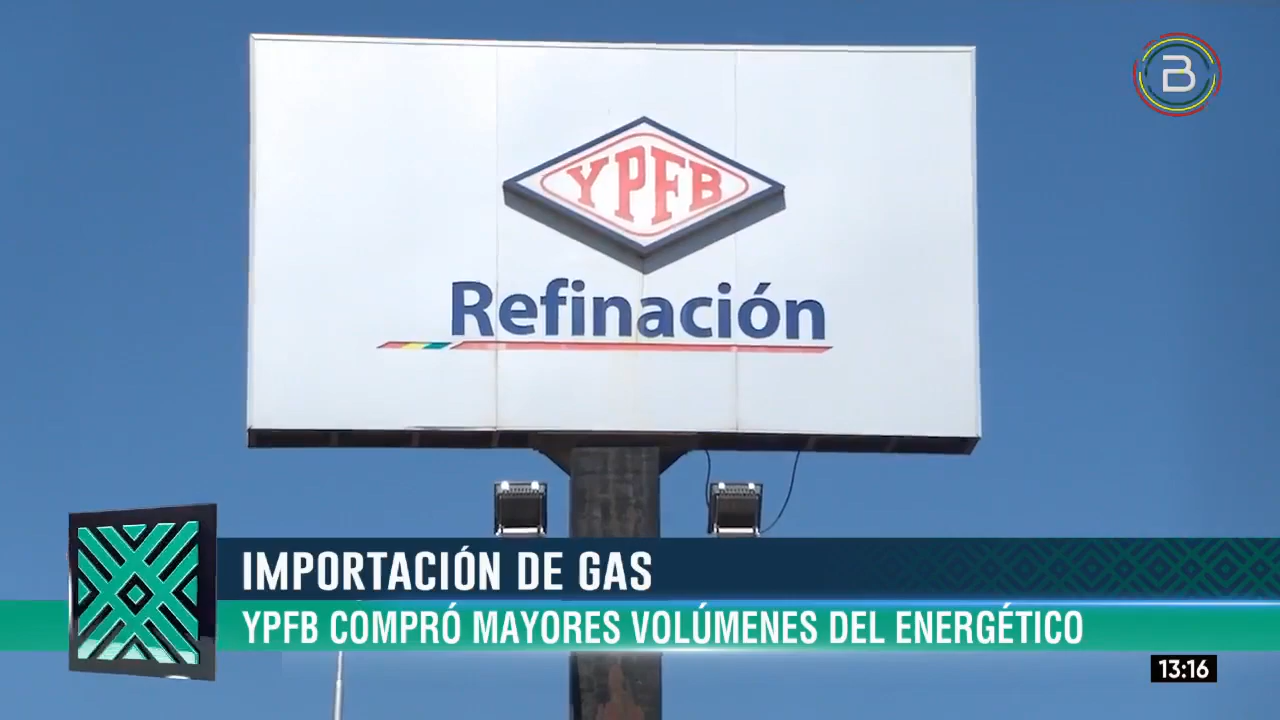 B
YPFB
Refinación
IMPORTACIÓN DE GAS
YPFB COMPRÓ MAYORES VOLÚMENES DEL ENERGÉTICO
13:16